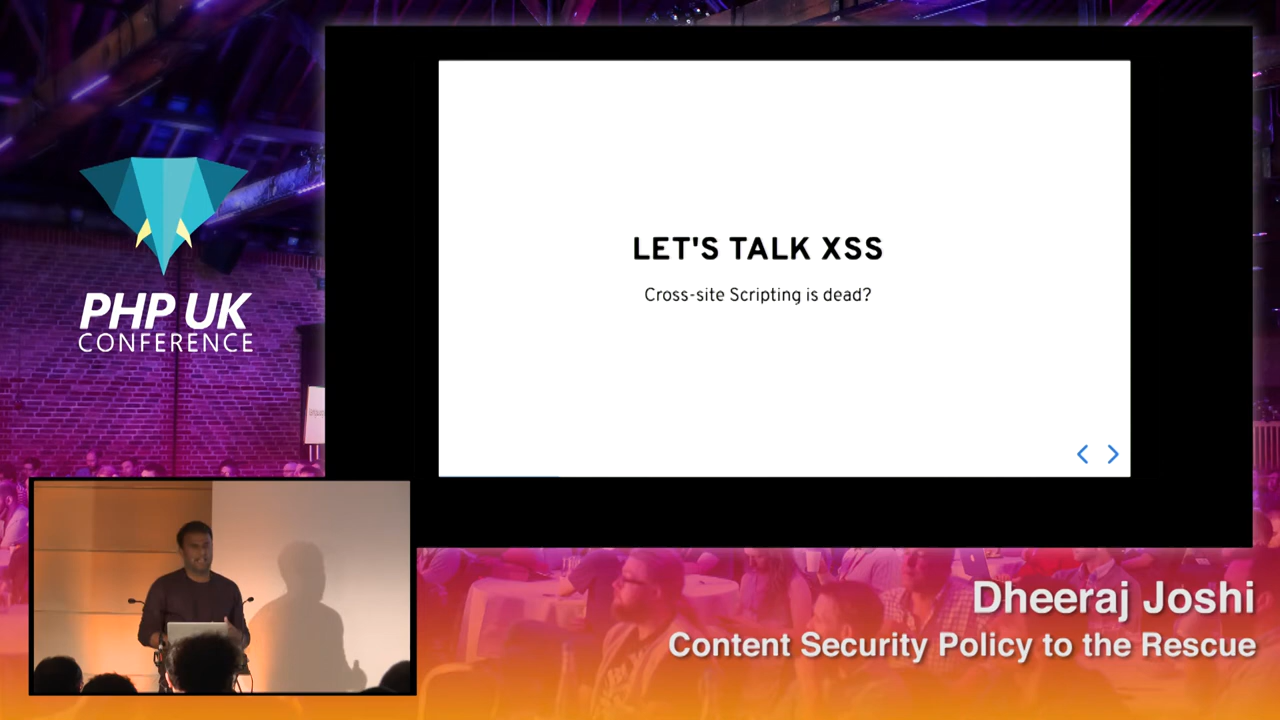 LET'S TALK XSS
Cross-site Scripting is dead?
PHP UK
CONFERENCE
Dheeraj Joshi
Content Security Policy to the Rescue